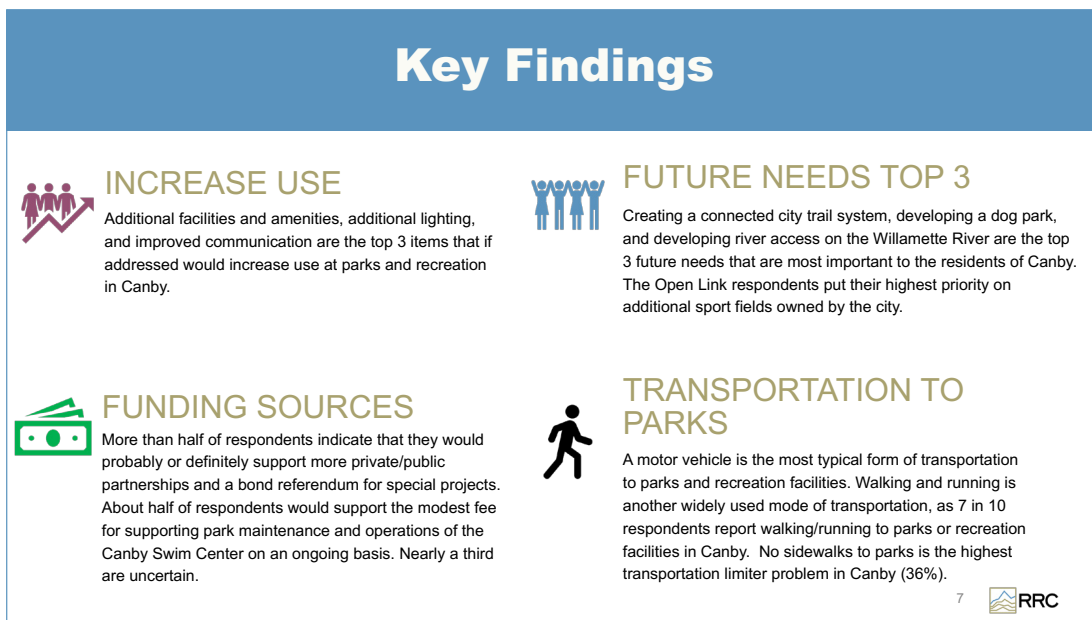 Key Findings
INCREASE USE
Additional facilities and amenities, additional lighting,
and improved communication are the top 3 items that if
addressed would increase use at parks and recreation
in Canby.
FUTURE NEEDS TOP 3
Creating a connected city trail system, developing a dog park,
and developing river access on the Willamette River are the top
3 future needs that are most important to the residents of Canby.
The Open Link respondents put their highest priority on
additional sport fields owned by the city.
FUNDING SOURCES
More than half of respondents indicate that they would
probably or definitely support more private/public
partnerships and a bond referendum for special projects.
About half of respondents would support the modest fee
for supporting park maintenance and operations of the
Canby Swim Center on an ongoing basis. Nearly a third
are uncertain.
TRANSPORTATION TO
PARKS
A motor vehicle is the most typical form of transportation
to parks and recreation facilities. Walking and running is
another widely used mode of transportation, as 7 in 10
respondents report walking/running to parks or recreation
facilities in Canby.  No sidewalks to parks is the highest
transportation limiter problem in Canby (36%).
7
RRC